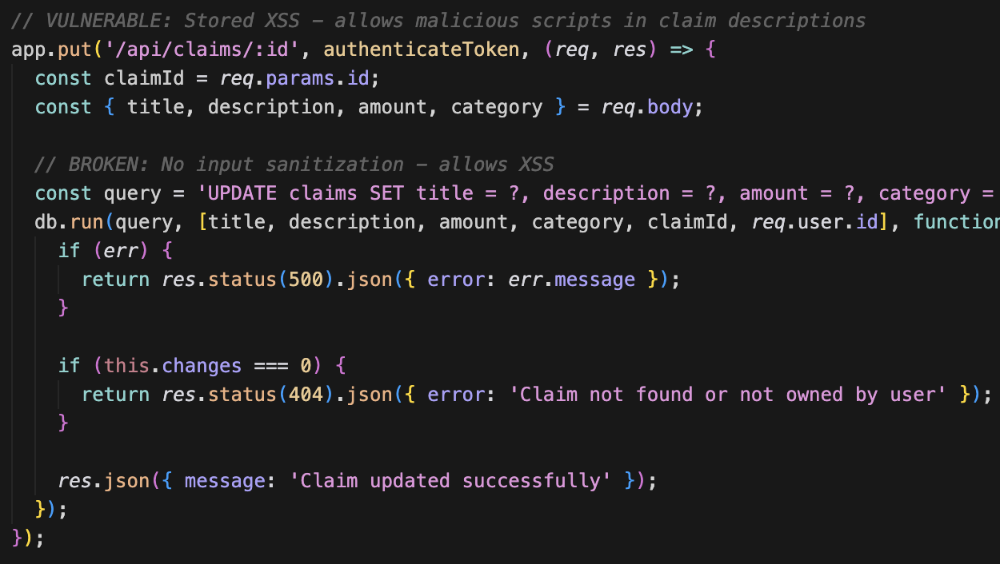 // VULNERABLE: Stored XSS – allows malicious scripts in claim descriptions
app.put('/api/claims/:id', authenticateToken, (req, res) => {
  const claimId = req.params.id;
  const { title, description, amount, category } = req.body;
  // BROKEN: No input sanitization – allows XSS
  const query = 'UPDATE claims SET title = ?, description = ?, amount = ?, category =
  db.run(query, [title, description, amount, category, claimId, req.user.id], function
    if (err) {
      return res.status(500).json({ error: err.message });
    }
    if (this.changes === 0) {
      return res.status(404).json({ error: 'Claim not found or not owned by user' });
    }
    res.json({ message: 'Claim updated successfully' });
  });
});